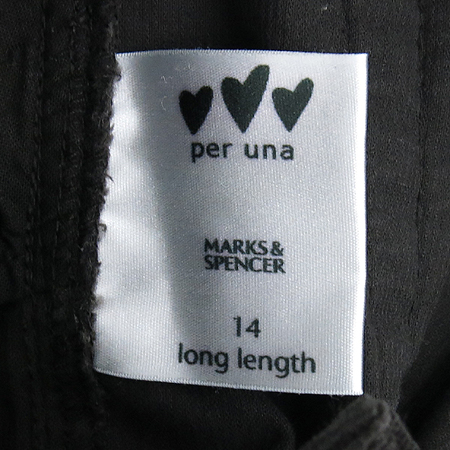 per una
MARKS &
SPENCER
14
long length